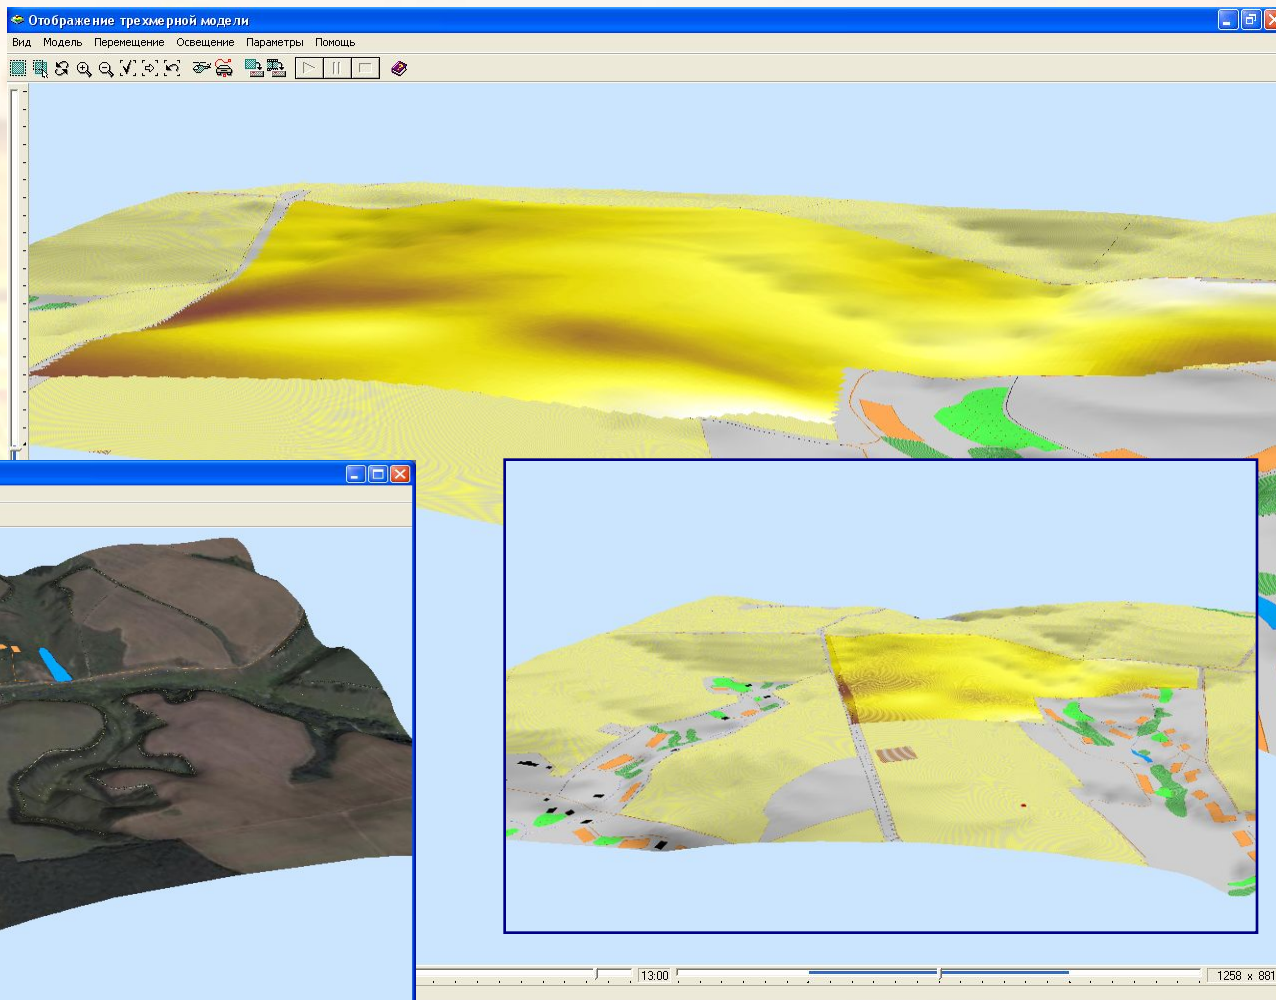 Отображение трехмерной модели
Вид Модель Перемещение Освещение Параметры Помощь
13:00 1258 x 881